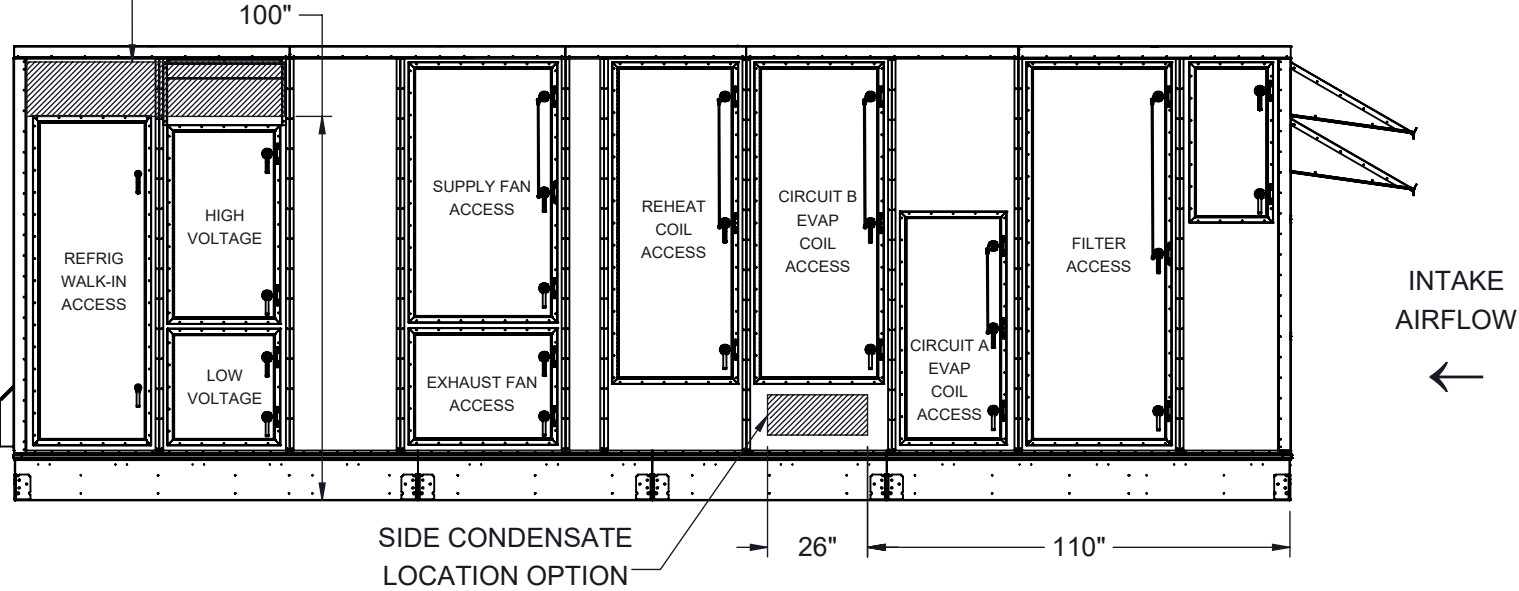 100"
REFRIG
WALK-IN
ACCESS
HIGH
VOLTAGE
LOW
VOLTAGE
SUPPLY FAN
ACCESS
EXHAUST FAN
ACCESS
REHEAT
COIL
ACCESS
CIRCUIT B
EVAP
COIL
ACCESS
CIRCUIT A
EVAP
COIL
ACCESS
FILTER
ACCESS
INTAKE
AIRFLOW
SIDE CONDENSATE
LOCATION OPTION
26"
110"